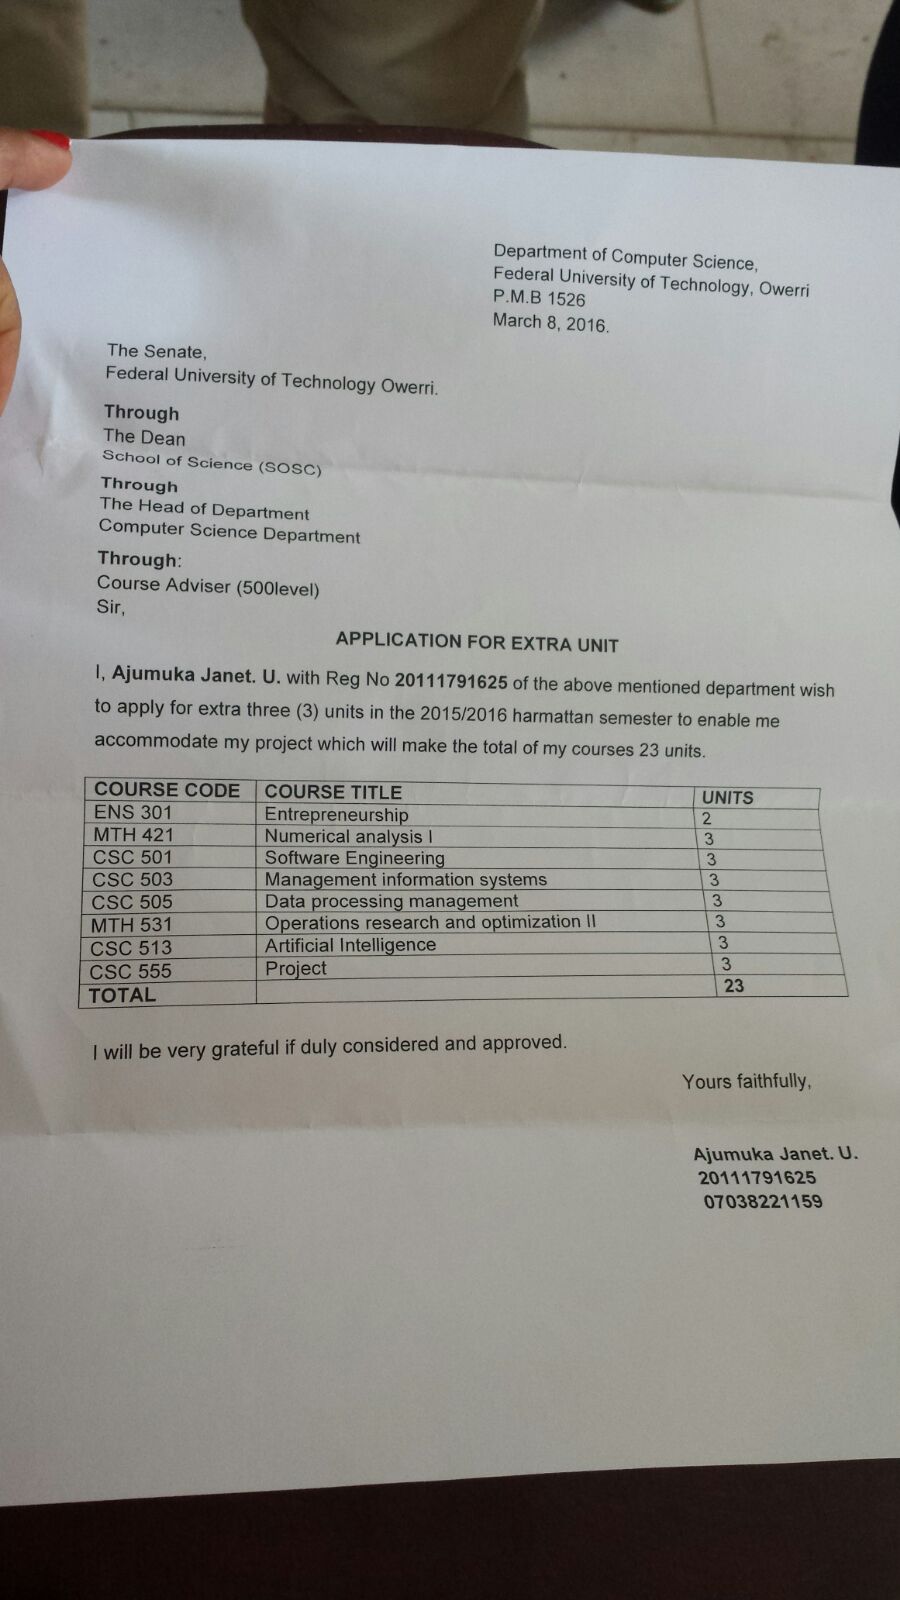 Department of Computer Science,
Federal University of Technology, Owerri
P.M.B 1526
March 8, 2016.
The Senate,
Federal University of Technology Owerri.
Through
The Dean
School of Science (SOSC)
Through
The Head of Department
Computer Science Department
Through:
Course Adviser (500level)
Sir,
APPLICATION FOR EXTRA UNIT
I, Ajumuka Janet. U. with Reg No 20111791625 of the above mentioned department wish
to apply for extra three (3) units in the 2015/2016 harmattan semester to enable me
accommodate my project which will make the total of my courses 23 units.
COURSE CODE COURSE TITLE UNITS
ENS 301 Entrepreneurship 2
MTH 421 Numerical analysis I 3
CSC 501 Software Engineering 3
CSC 503 Management information systems 3
CSC 505 Data processing management 3
MTH 531 Operations research and optimization II 3
CSC 513 Artificial Intelligence 3
CSC 555 Project 3
TOTAL 23
I will be very grateful if duly considered and approved.
Yours faithfully,
Ajumuka Janet. U.
20111791625
07038221159